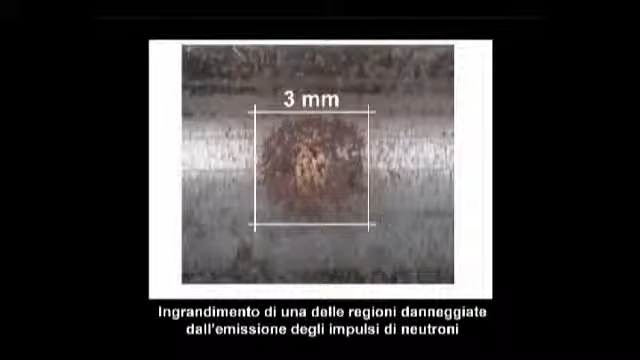 3 mm
Ingrandimento di una delle regioni danneggiate
dall'emissione degli impulsi di neutroni